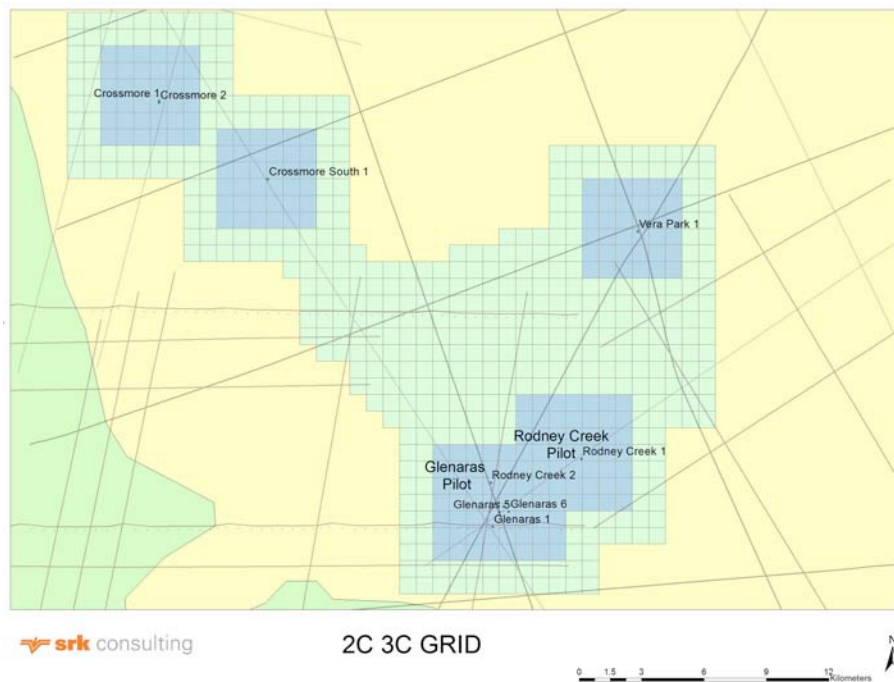 Crossmore 1 Crossmore 2
Crossmore South 1
Vera Park 1
Rodney Creek
Pilot
Rodney Creek 1
Glenaras
Pilot
Rodney Creek 2
Glenaras 5 Glenaras 6
Glenaras 1
srk consulting
2C 3C GRID
N
0 1.5 3 6 9 12
Kilometers